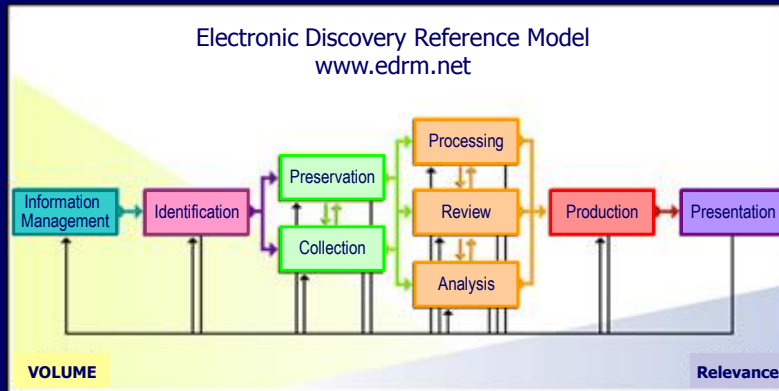 Electronic Discovery Reference Model
www.edrm.net
Processing
Preservation
Information
Management
Identification
Review
Production
Presentation
Collection
Analysis
VOLUME
Relevance